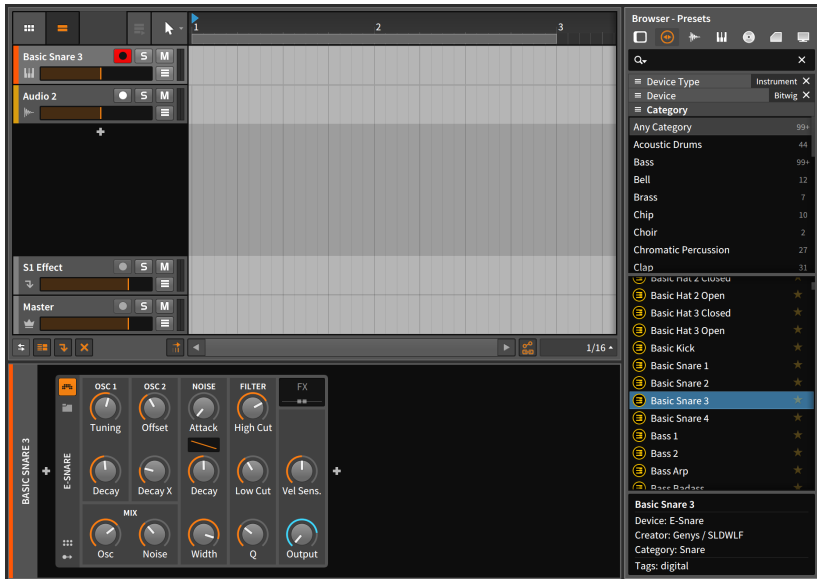 1
2
3
Basic Snare 3
S
M
Audio 2
S
M
S1 Effect
S
M
Master
S
M
1/16
Browser - Presets
Device Type Instrument
Device Bitwig
Category
Any Category 99+
Acoustic Drums 44
Bass 99+
Bell 12
Brass 7
Chip 10
Choir 2
Chromatic Percussion 27
Clap 31
Basic Hat 2 Closed
Basic Hat 2 Open
Basic Hat 3 Closed
Basic Hat 3 Open
Basic Kick
Basic Snare 1
Basic Snare 2
Basic Snare 3
Basic Snare 4
Bass 1
Bass 2
Bass Arp
Bass Badass
Basic Snare 3
Device: E-Snare
Creator: Genys / SLDWLF
Category: Snare
Tags: digital
BASIC SNARE 3
E-SNARE
OSC 1 OSC 2 NOISE FILTER FX
Tuning Offset Attack High Cut
Decay Decay X Decay Low Cut Vel Sens.
MIX
Osc Noise Width Q Output